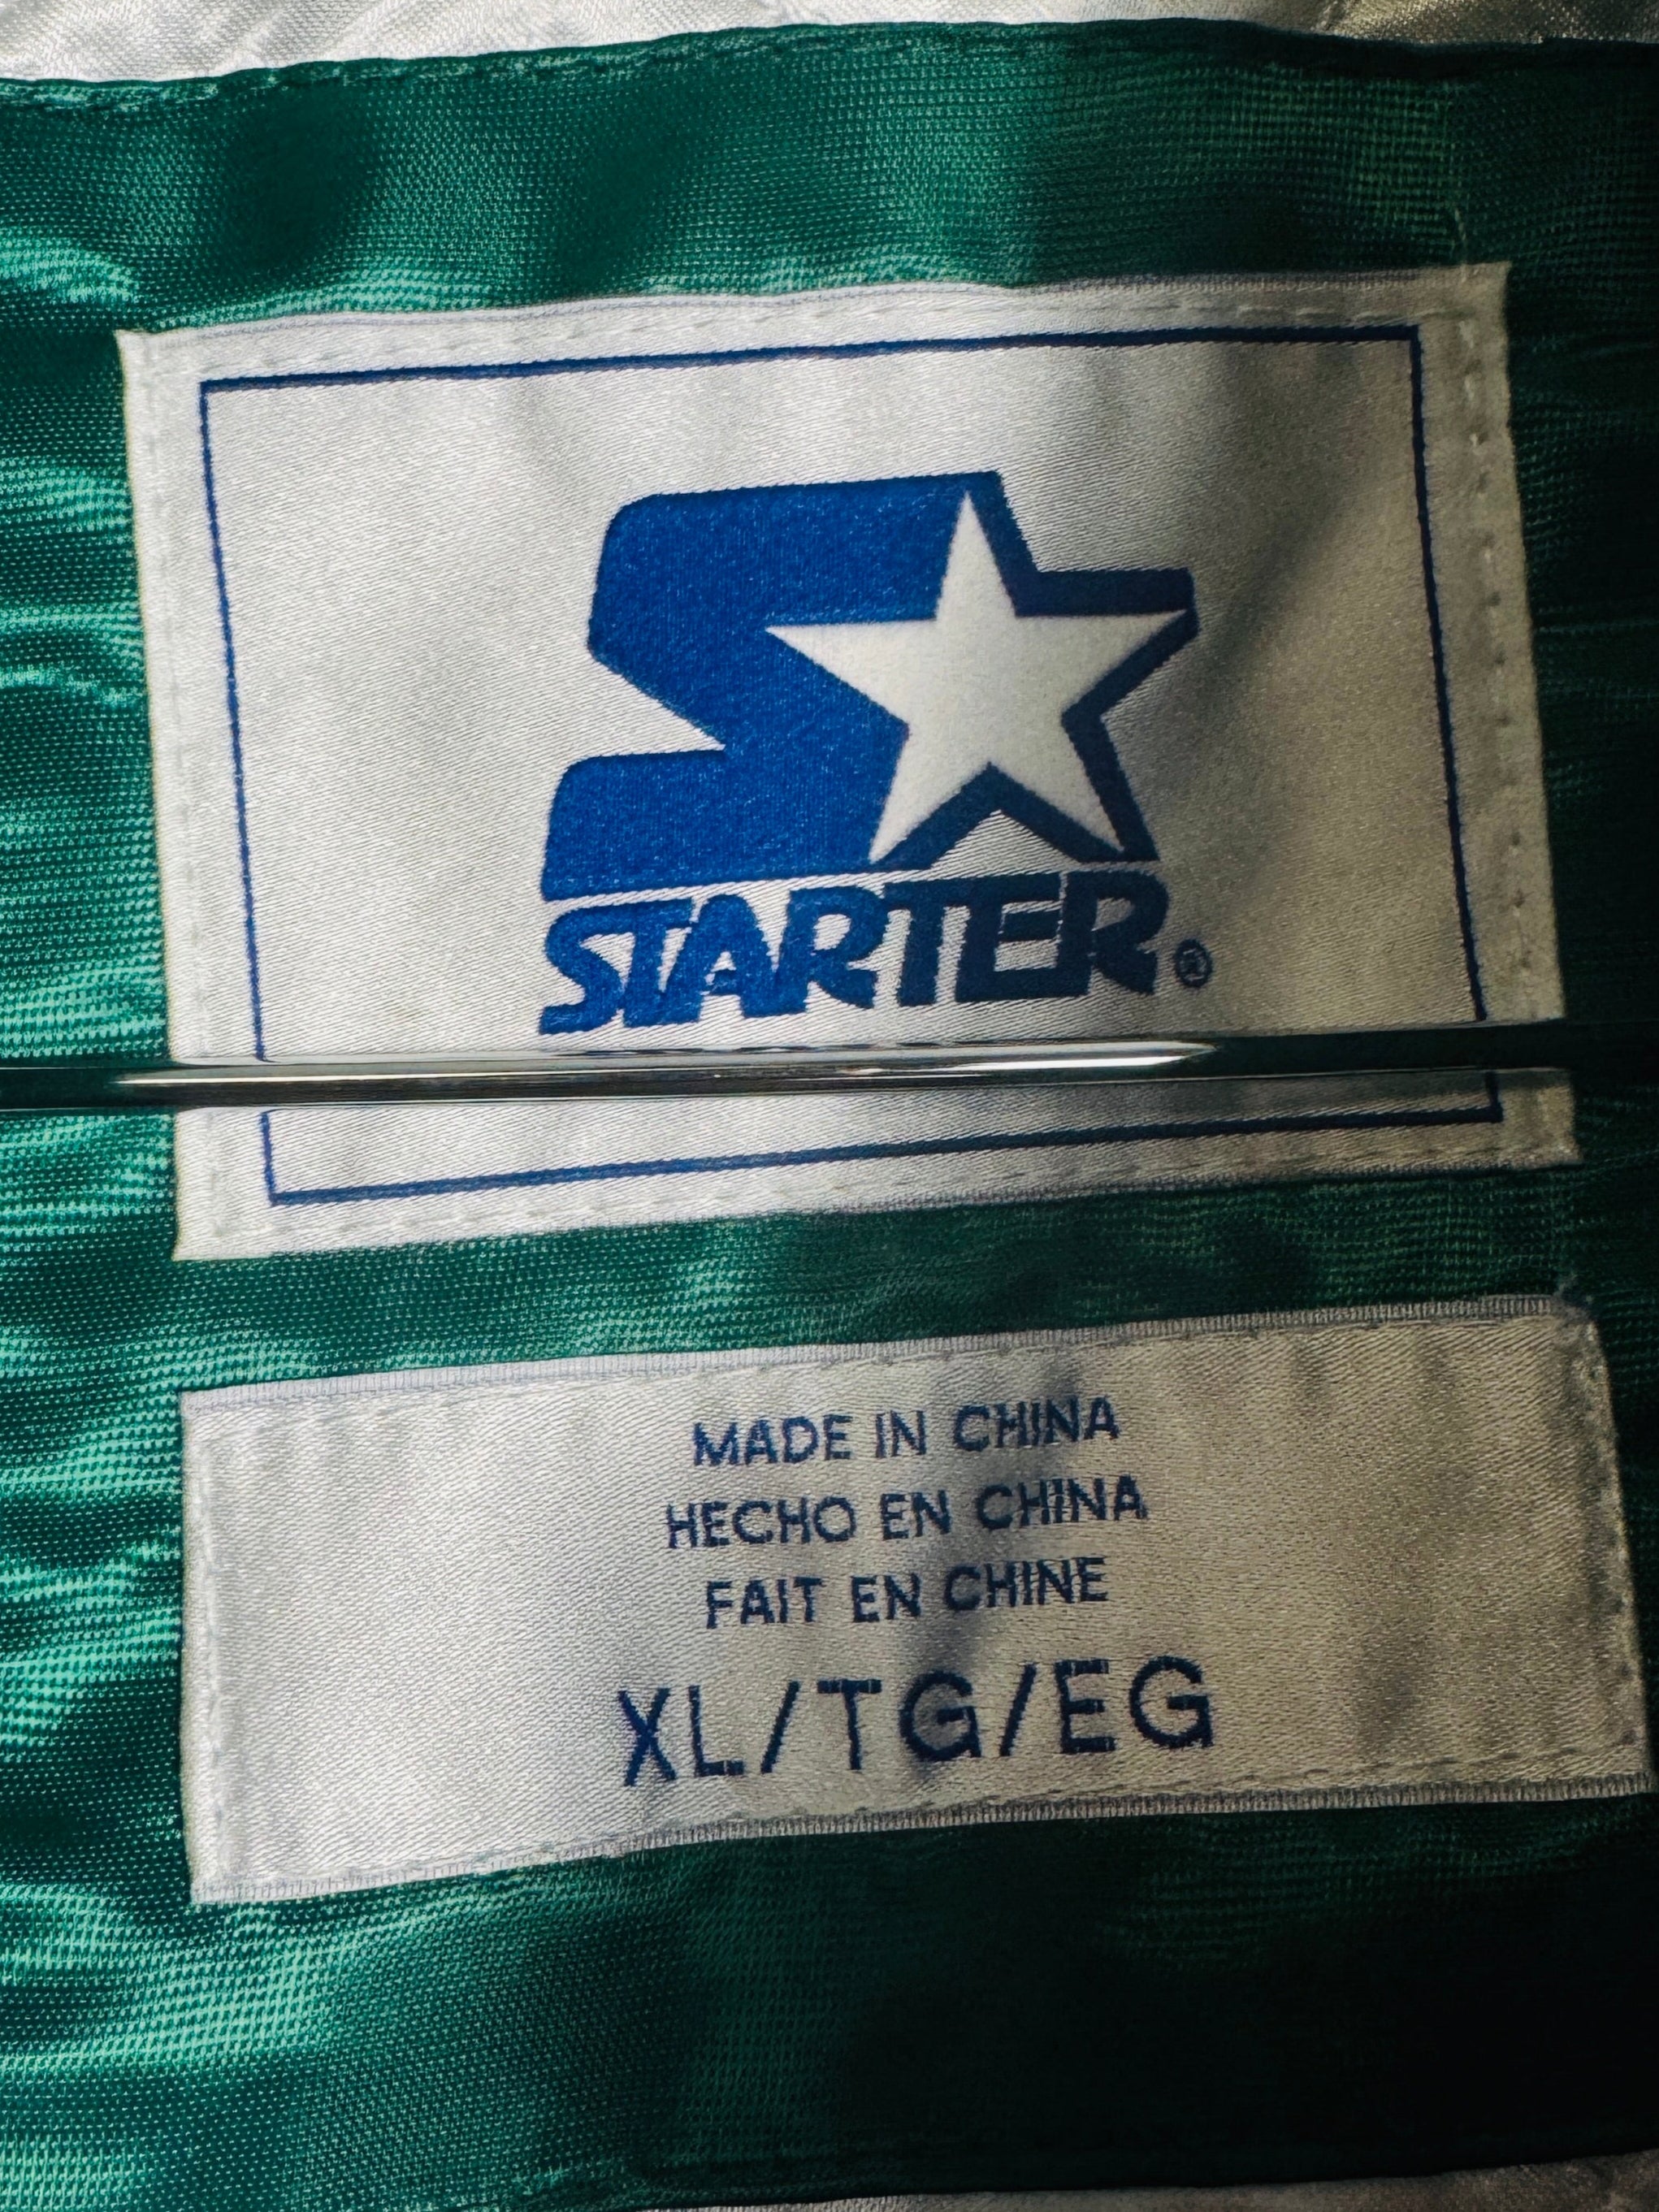 STARTER®
MADE IN CHINA
HECHO EN CHINA
FAIT EN CHINE
XL/TG/EG